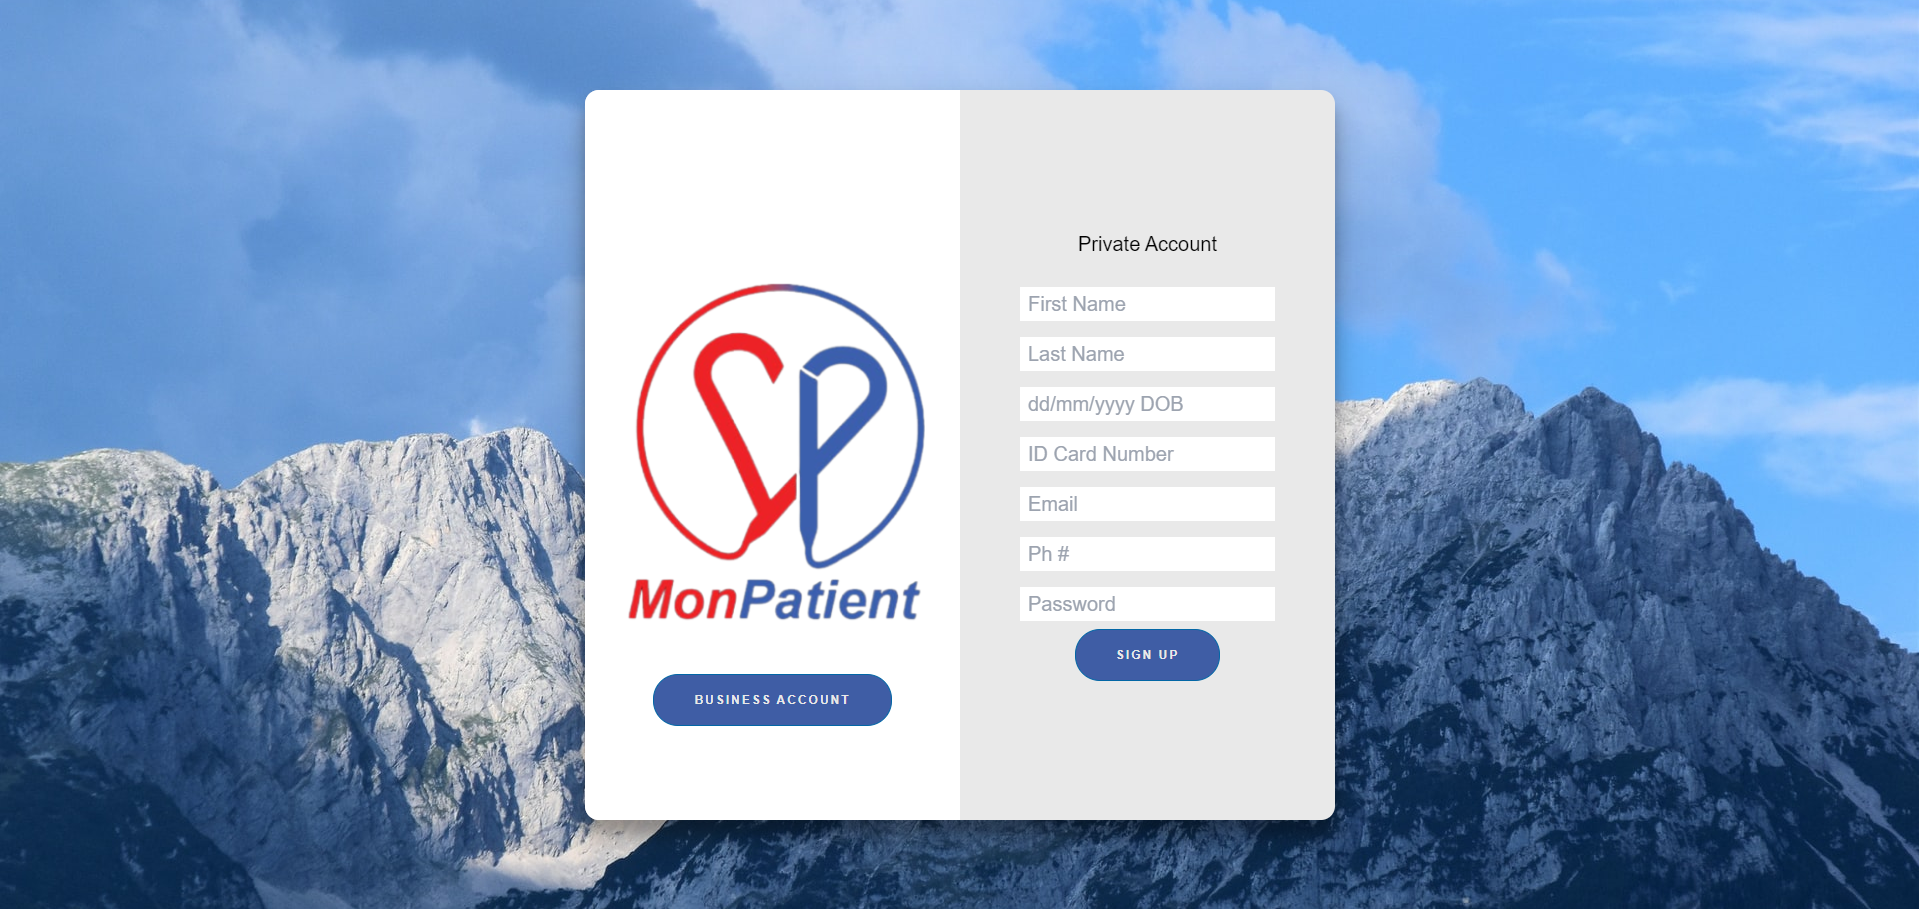 MonPatient
BUSINESS ACCOUNT
Private Account
First Name
Last Name
dd/mm/yyyy DOB
ID Card Number
Email
Ph #
Password
SIGN UP